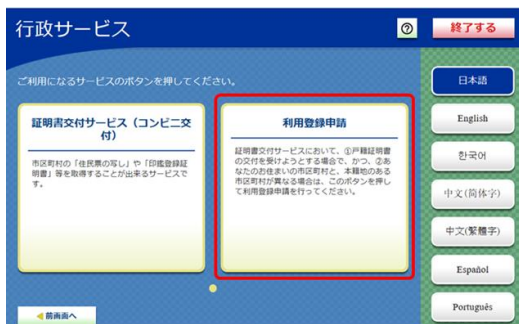 行政サービス
終了する
ご利用になるサービスのボタンを押してください。
証明書交付サービス（コンビニ交
付）
市区町村の「住民票の写し」や「印鑑登録証
明書」等を取得することが出来るサービスで
す。
利用登録申請
証明書交付サービスにおいて、①戸籍証明書
の交付を受けようとする場合で、かつ、②あ
なたのお住まいの市区町村と、本籍地のある
市区町村が異なる場合は、このボタンを押し
て利用登録申請を行ってください。
日本語
English
한국어
中文(简体字)
中文(繁體字)
Español
Português
前画面へ